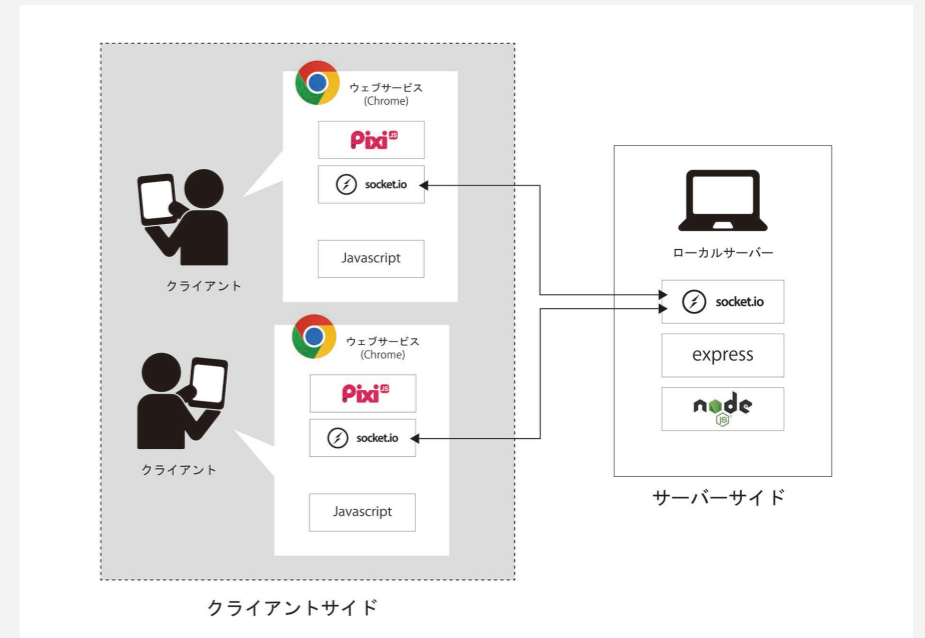 ウェブサービス
(Chrome)
Pixi JS
socket.io
Javascript
クライアント
ウェブサービス
(Chrome)
Pixi JS
socket.io
Javascript
クライアント
クライアントサイド
ローカルサーバー
socket.io
express
node
JS
サーバーサイド